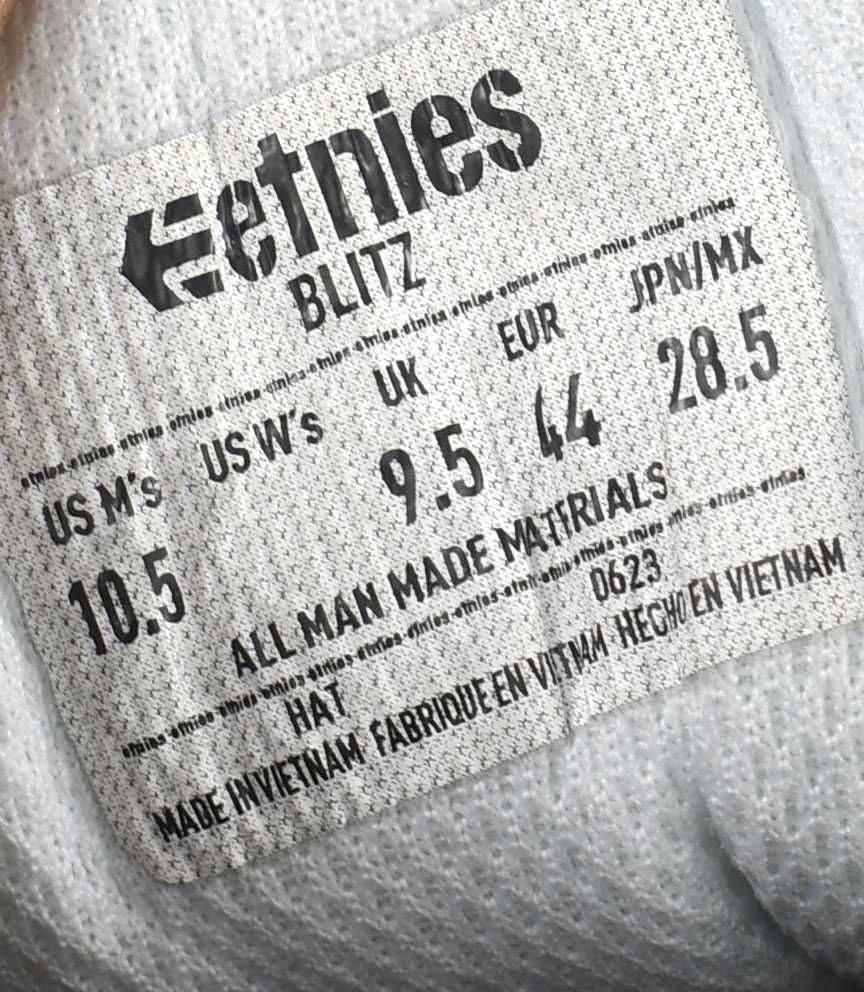 etnies
BLITZ
US M's US W's UK EUR JPN/MX
10.5 9.5 44 28.5
ALL MAN MADE MATERIALS
HAT 0623
MADE IN VIETNAM FABRIQUE EN VIETNAM HECHO EN VIETNAM